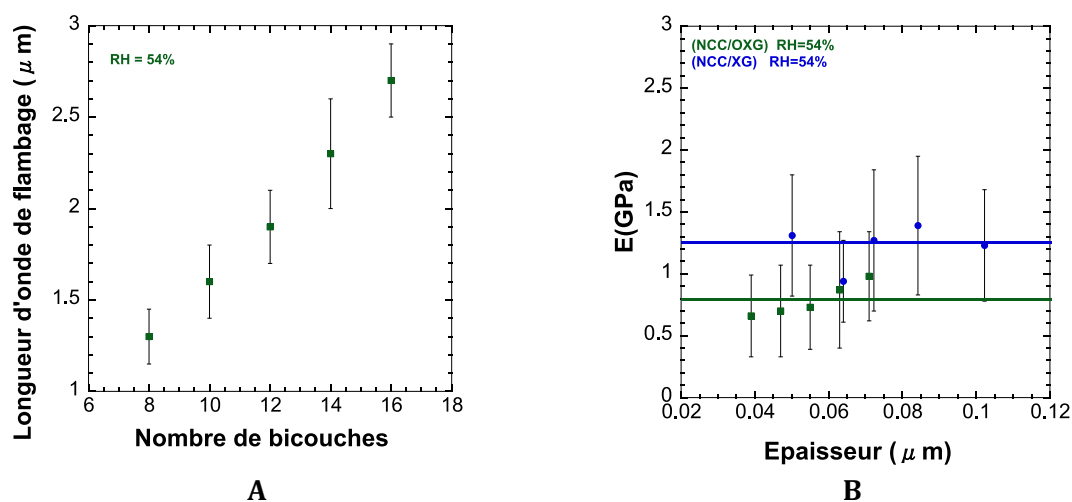 3
2.5
2
1.5
1
Longueur d'onde de flambage ( μ m)
RH = 54%
6 8 10 12 14 16 18
Nombre de bicouches
A
3
2.5
2
1.5
1
0.5
0
E(GPa)
(NCC/OXG) RH=54%
(NCC/XG) RH=54%
0.02 0.04 0.06 0.08 0.1 0.12
Epaisseur ( μ m)
B